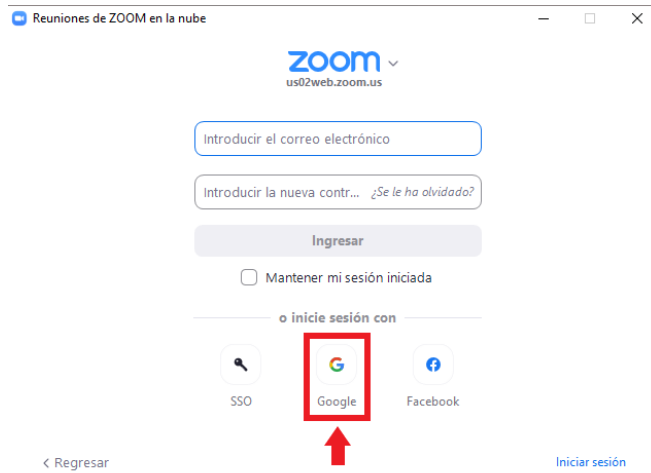 Reuniones de ZOOM en la nube
zoom
us02web.zoom.us
Introducir el correo electrónico
Introducir la nueva contr... ¿Se le ha olvidado?
Ingresar
Mantener mi sesión iniciada
o inicie sesión con
SSO Google Facebook
Regresar Iniciar sesión